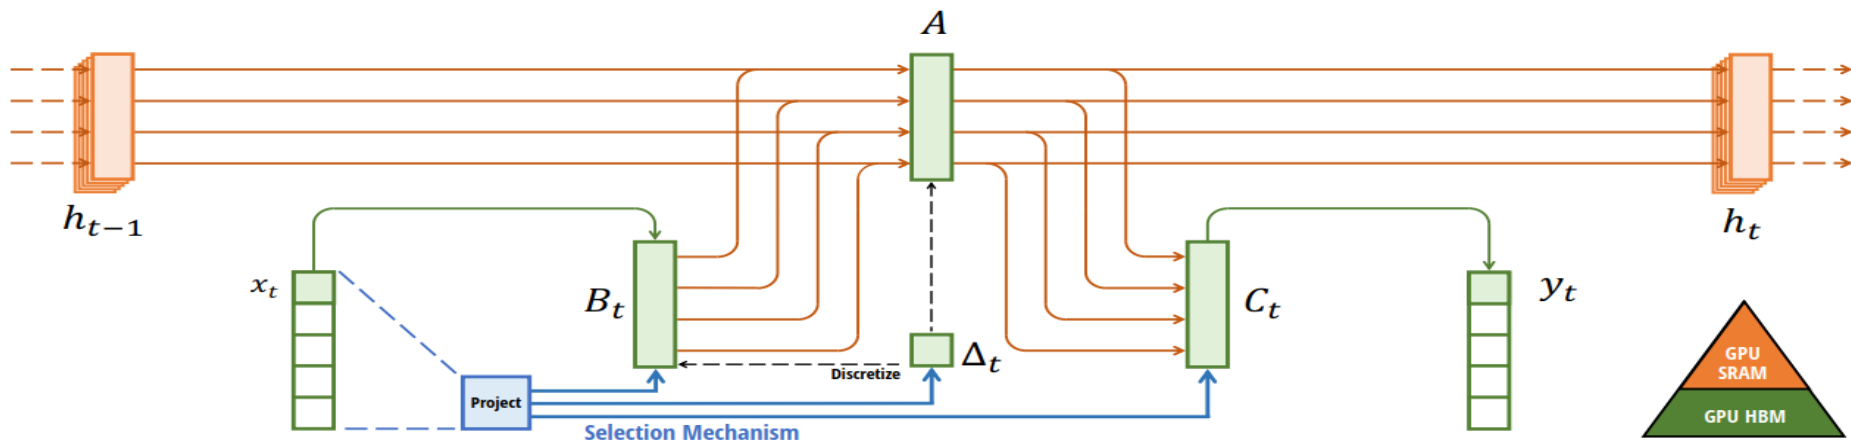 A
h_{t-1}
h_t
x_t
B_t
C_t
y_t
Δ_t
Discretize
Project
Selection Mechanism
GPU
SRAM
GPU HBM